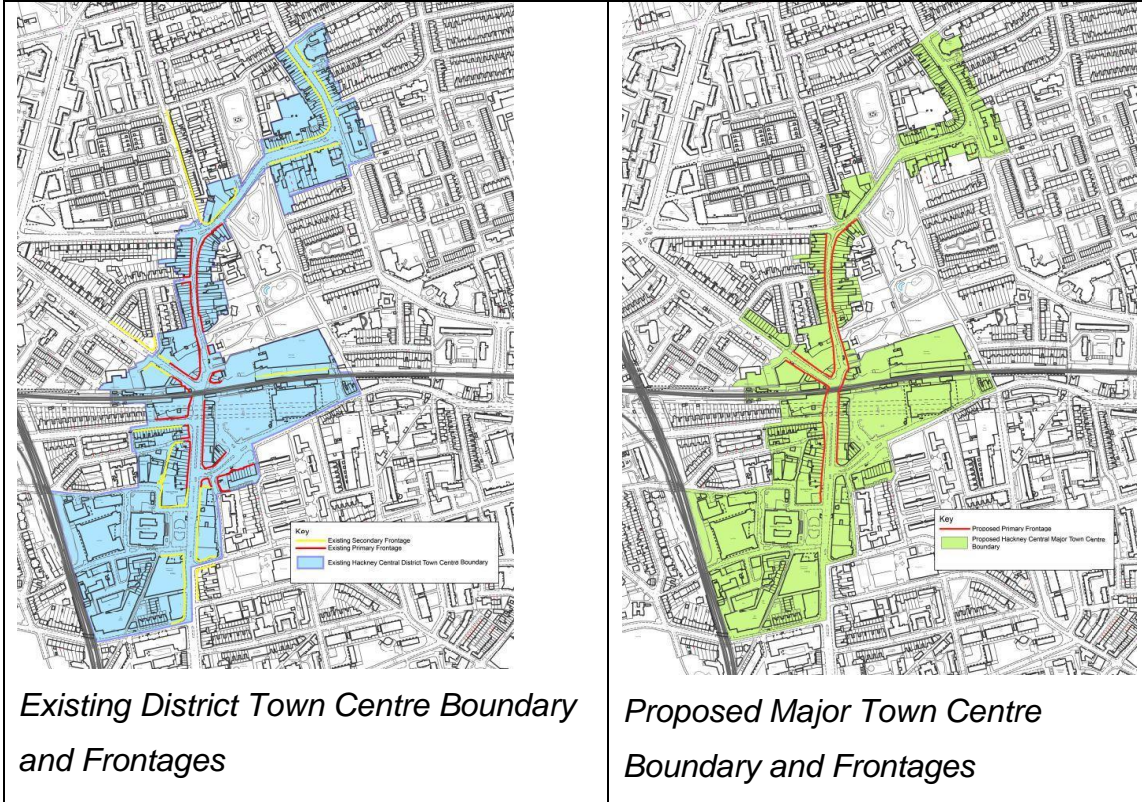 Key
Existing Secondary Frontage
Existing Primary Frontage
Existing Hackney Central District Town Centre Boundary
Existing District Town Centre Boundary
and Frontages
Key
Proposed Primary Frontage
Proposed Hackney Central Major Town Centre
Boundary
Proposed Major Town Centre
Boundary and Frontages